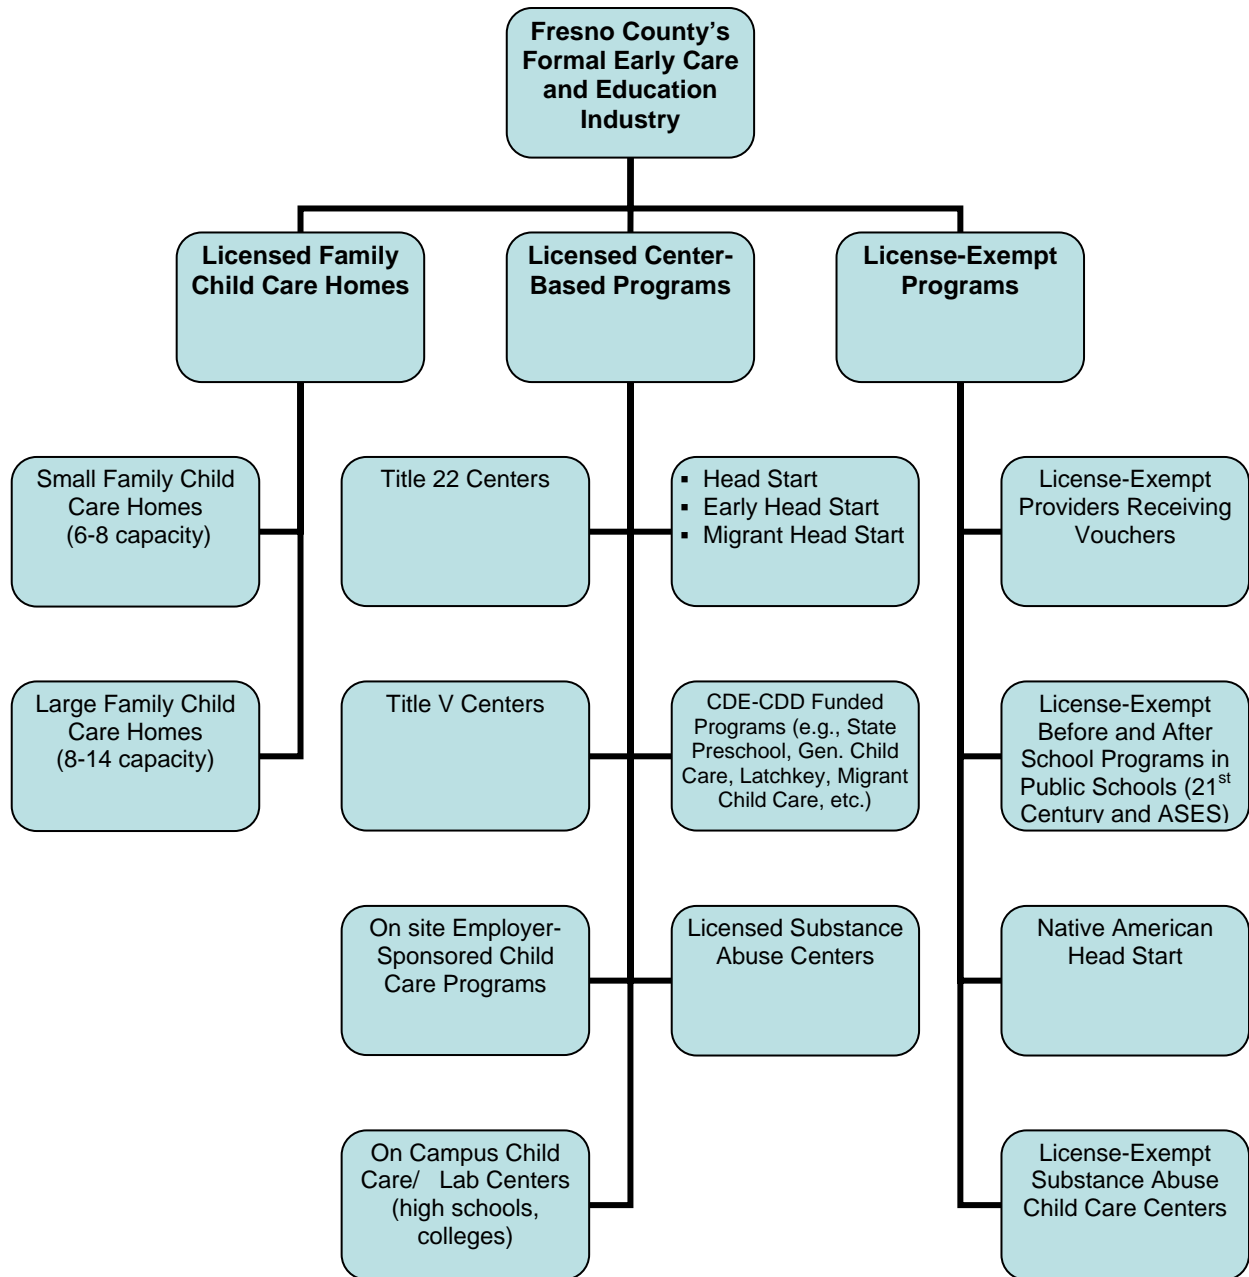 Fresno County’s
Formal Early Care
and Education
Industry
Licensed Family
Child Care Homes
Licensed Center-
Based Programs
License-Exempt
Programs
Small Family Child
Care Homes
(6-8 capacity)
Title 22 Centers
▪ Head Start
▪ Early Head Start
▪ Migrant Head Start
License-Exempt
Providers Receiving
Vouchers
Large Family Child
Care Homes
(8-14 capacity)
Title V Centers
CDE-CDD Funded
Programs (e.g., State
Preschool, Gen. Child
Care, Latchkey, Migrant
Child Care, etc.)
License-Exempt
Before and After
School Programs in
Public Schools (21st
Century and ASES)
On site Employer-
Sponsored Child
Care Programs
Licensed Substance
Abuse Centers
Native American
Head Start
On Campus Child
Care/ Lab Centers
(high schools,
colleges)
License-Exempt
Substance Abuse
Child Care Centers